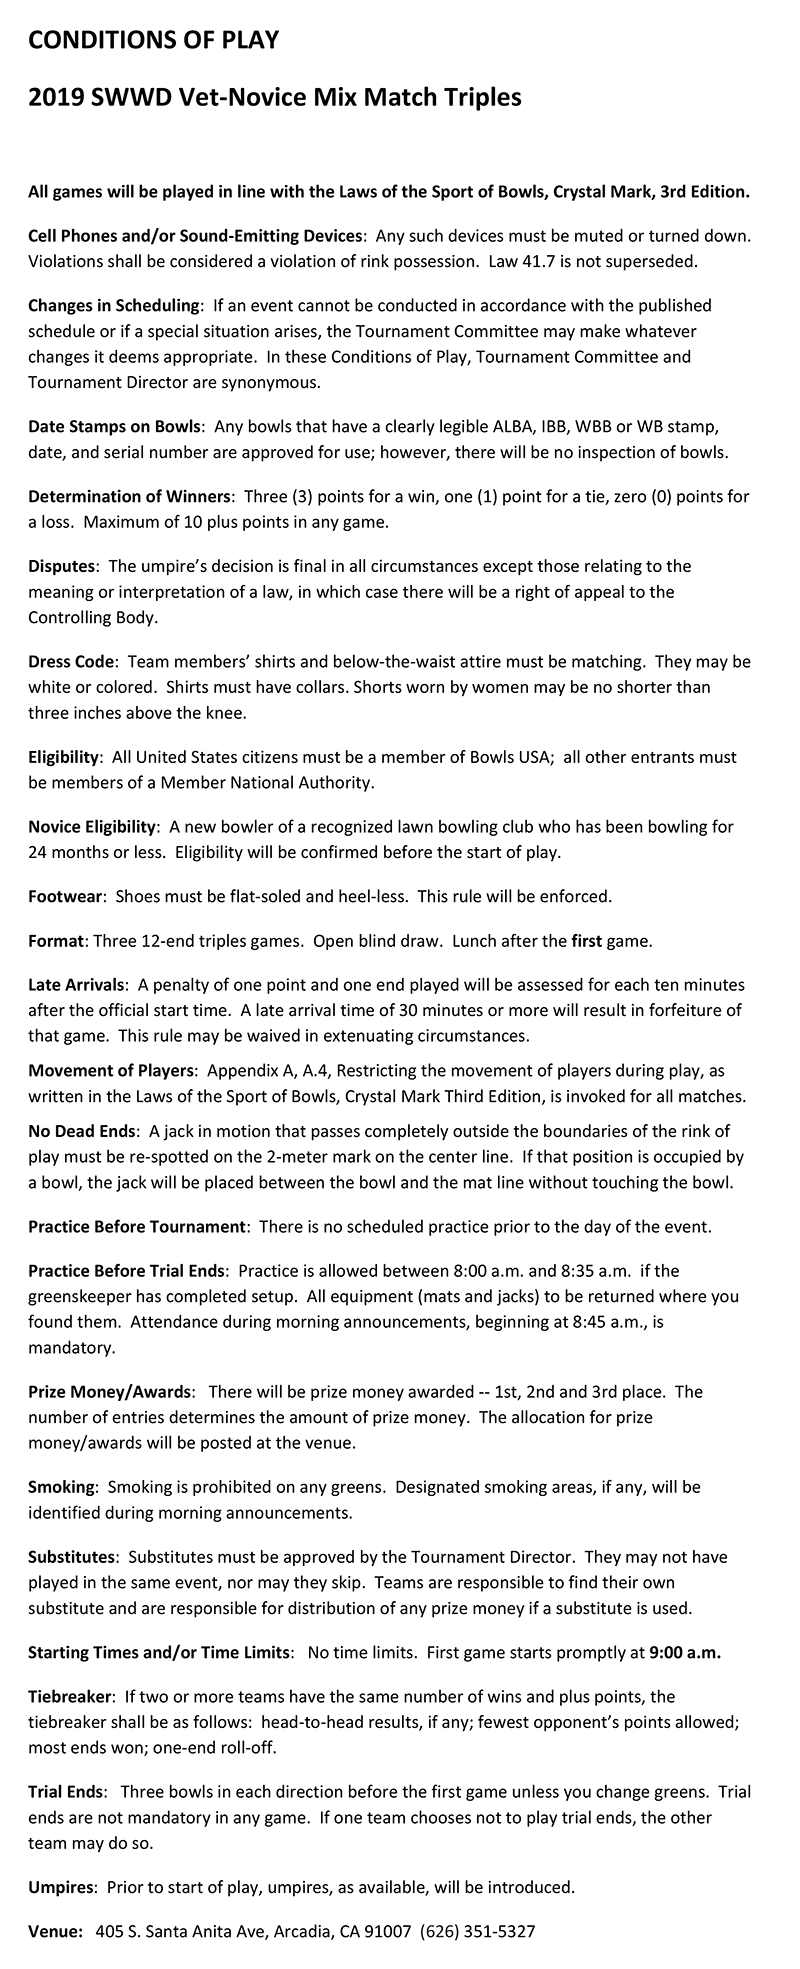 CONDITIONS OF PLAY
2019 SWWD Vet-Novice Mix Match Triples
All games will be played in line with the Laws of the Sport of Bowls, Crystal Mark, 3rd Edition.
Cell Phones and/or Sound-Emitting Devices:  Any such devices must be muted or turned down.
Violations shall be considered a violation of rink possession.  Law 41.7 is not superseded.
Changes in Scheduling:  If an event cannot be conducted in accordance with the published
schedule or if a special situation arises, the Tournament Committee may make whatever
changes it deems appropriate.  In these Conditions of Play, Tournament Committee and
Tournament Director are synonymous.
Date Stamps on Bowls:  Any bowls that have a clearly legible ALBA, IBB, WBB or WB stamp,
date, and serial number are approved for use; however, there will be no inspection of bowls.
Determination of Winners:  Three (3) points for a win, one (1) point for a tie, zero (0) points for
a loss.  Maximum of 10 plus points in any game.
Disputes:  The umpire’s decision is final in all circumstances except those relating to the
meaning or interpretation of a law, in which case there will be a right of appeal to the
Controlling Body.
Dress Code:  Team members’ shirts and below-the-waist attire must be matching.  They may be
white or colored.  Shirts must have collars. Shorts worn by women may be no shorter than
three inches above the knee.
Eligibility:  All United States citizens must be a member of Bowls USA;  all other entrants must
be members of a Member National Authority.
Novice Eligibility:  A new bowler of a recognized lawn bowling club who has been bowling for
24 months or less.  Eligibility will be confirmed before the start of play.
Footwear:  Shoes must be flat-soled and heel-less.  This rule will be enforced.
Format: Three 12-end triples games.  Open blind draw.  Lunch after the first game.
Late Arrivals:  A penalty of one point and one end played will be assessed for each ten minutes
after the official start time.  A late arrival time of 30 minutes or more will result in forfeiture of
that game.  This rule may be waived in extenuating circumstances.
Movement of Players:  Appendix A, A.4, Restricting the movement of players during play, as
written in the Laws of the Sport of Bowls, Crystal Mark Third Edition, is invoked for all matches.
No Dead Ends:  A jack in motion that passes completely outside the boundaries of the rink of
play must be re-spotted on the 2-meter mark on the center line.  If that position is occupied by
a bowl, the jack will be placed between the bowl and the mat line without touching the bowl.
Practice Before Tournament:  There is no scheduled practice prior to the day of the event.
Practice Before Trial Ends:  Practice is allowed between 8:00 a.m. and 8:35 a.m.  if the
greenskeeper has completed setup.  All equipment (mats and jacks) to be returned where you
found them.  Attendance during morning announcements, beginning at 8:45 a.m., is
mandatory.
Prize Money/Awards:   There will be prize money awarded -- 1st, 2nd and 3rd place.  The
number of entries determines the amount of prize money.  The allocation for prize
money/awards will be posted at the venue.
Smoking:  Smoking is prohibited on any greens.  Designated smoking areas, if any, will be
identified during morning announcements.
Substitutes:  Substitutes must be approved by the Tournament Director.  They may not have
played in the same event, nor may they skip.  Teams are responsible to find their own
substitute and are responsible for distribution of any prize money if a substitute is used.
Starting Times and/or Time Limits:   No time limits.  First game starts promptly at 9:00 a.m.
Tiebreaker:  If two or more teams have the same number of wins and plus points, the
tiebreaker shall be as follows:  head-to-head results, if any; fewest opponent’s points allowed;
most ends won; one-end roll-off.
Trial Ends:   Three bowls in each direction before the first game unless you change greens.  Trial
ends are not mandatory in any game.  If one team chooses not to play trial ends, the other
team may do so.
Umpires:  Prior to start of play, umpires, as available, will be introduced.
Venue:   405 S. Santa Anita Ave, Arcadia, CA 91007  (626) 351-5327